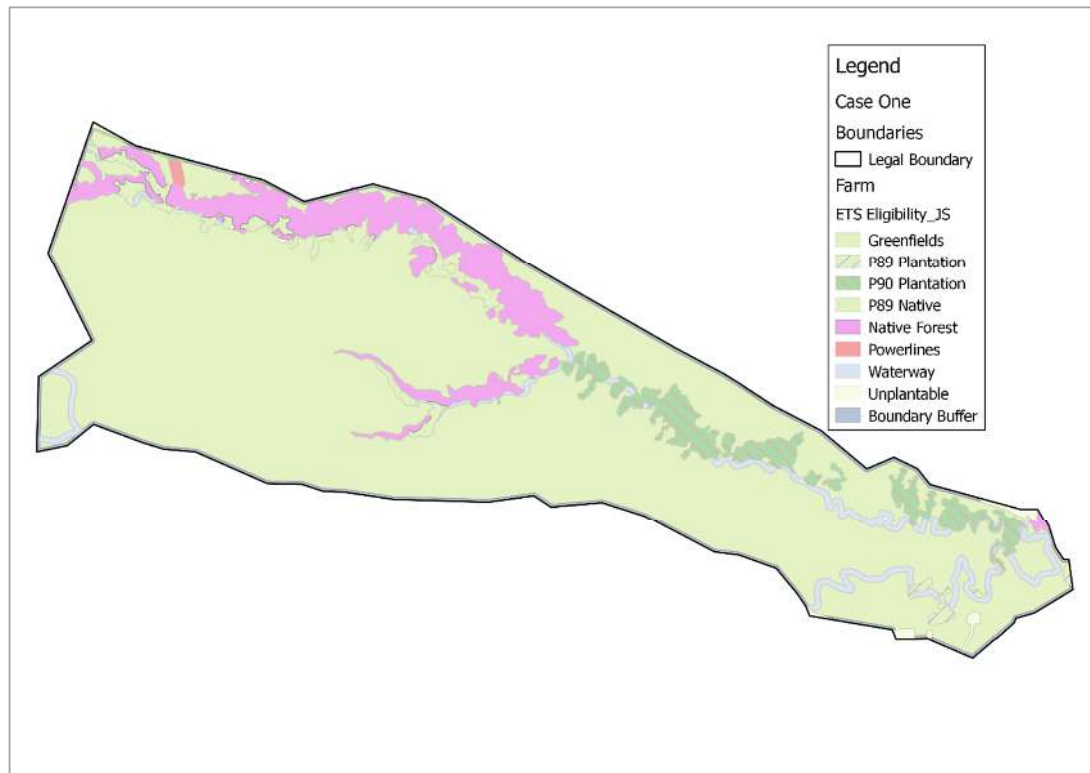 Legend
Case One
Boundaries
Legal Boundary
Farm
ETS Eligibility_JS
Greenfields
P89 Plantation
P90 Plantation
P89 Native
Native Forest
Powerlines
Waterway
Unplantable
Boundary Buffer